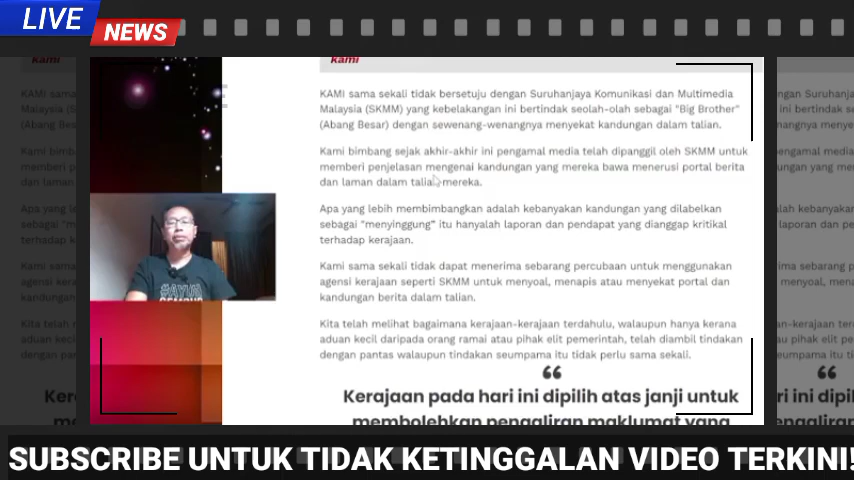 LIVE
NEWS
kami
KAMI sama sekali tidak bersetuju dengan Suruhanjaya Komunikasi dan Multimedia
Malaysia (SKMM) yang kebelakangan ini bertindak seolah-olah sebagai "Big Brother"
(Abang Besar) dengan sewenang-wenangnya menyekat kandungan dalam talian.
Kami bimbang sejak akhir-akhir ini pengamal media telah dipanggil oleh SKMM untuk
memberi penjelasan mengenai kandungan yang mereka bawa menerusi portal berita
dan laman dalam talian mereka.
Apa yang lebih membimbangkan adalah kebanyakan kandungan yang dilabelkan
sebagai "menyinggung" itu hanyalah laporan dan pendapat yang dianggap kritikal
terhadap kerajaan.
Kami sama sekali tidak dapat menerima sebarang percubaan untuk menggunakan
agensi kerajaan seperti SKMM untuk menyoal, menapis atau menyekat portal dan
kandungan berita dalam talian.
Kita telah melihat bagaimana kerajaan-kerajaan terdahulu, walaupun hanya kerana
aduan kecil daripada orang ramai atau pihak elit pemerintah, telah diambil tindakan
dengan pantas walaupun tindakan seumpama itu tidak perlu sama sekali.
“
Kerajaan pada hari ini dipilih atas janji untuk
membolehkan pengaliran maklumat yang
SUBSCRIBE UNTUK TIDAK KETINGGALAN VIDEO TERKINI!